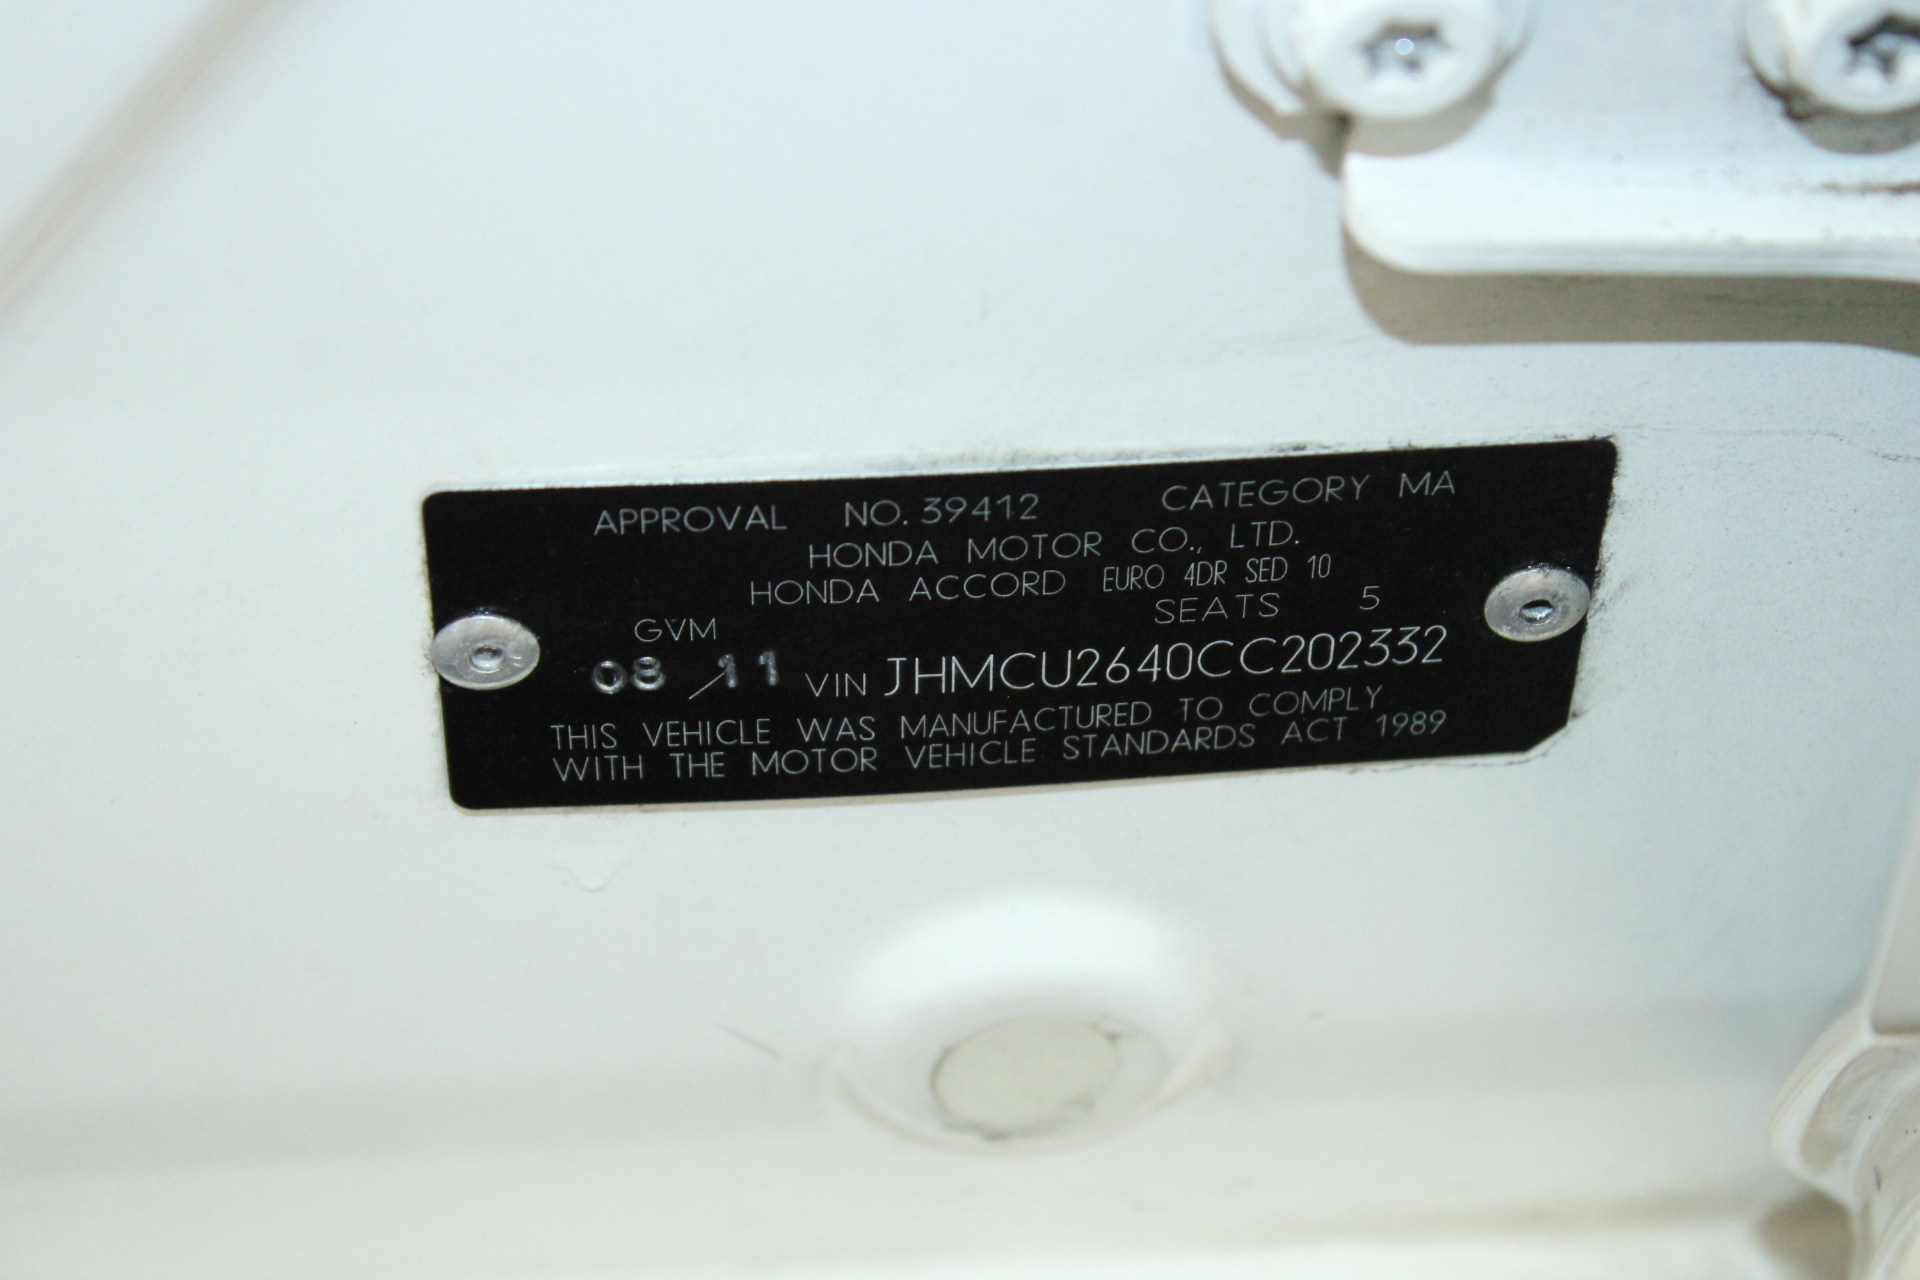 APPROVAL NO. 39412 CATEGORY MA
HONDA MOTOR CO., LTD.
HONDA ACCORD EURO 4DR SED 10
GVM SEATS 5
08/11 VIN JHMCU2640CC202332
THIS VEHICLE WAS MANUFACTURED TO COMPLY
WITH THE MOTOR VEHICLE STANDARDS ACT 1989